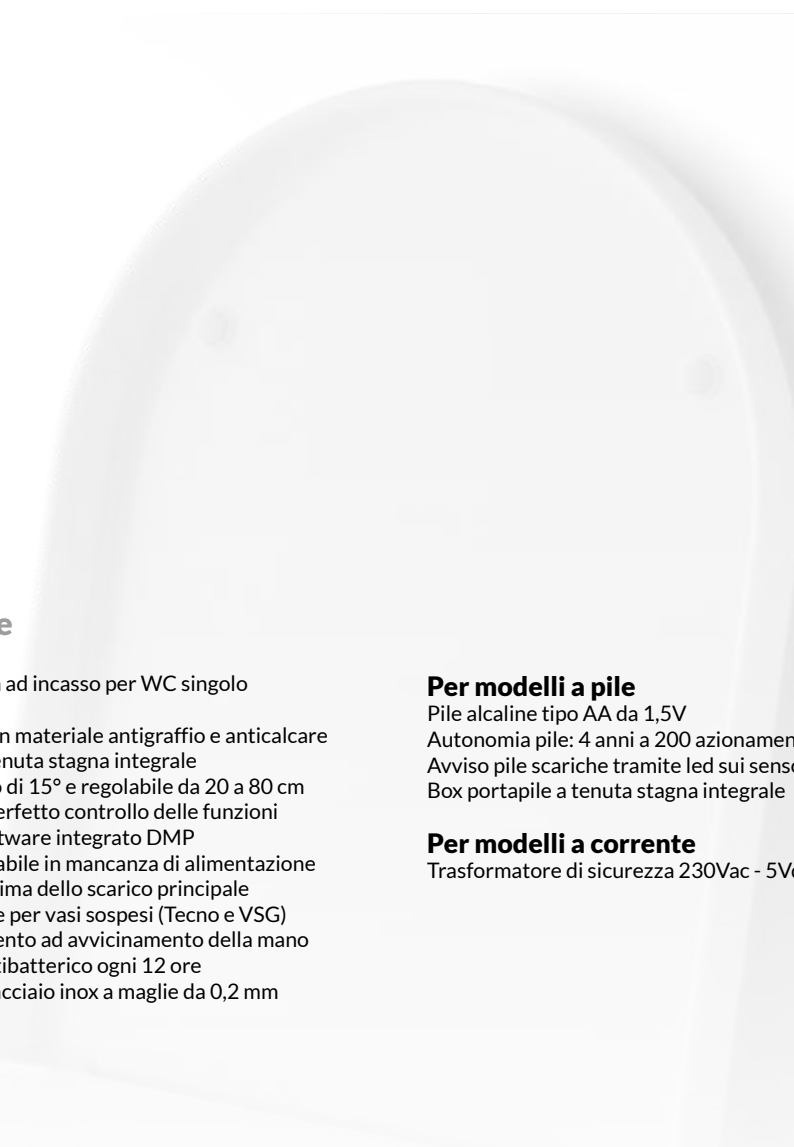 e
ad incasso per WC singolo
n materiale antigraffio e anticalcare
enuta stagna integrale
o di 15° e regolabile da 20 a 80 cm
erfetto controllo delle funzioni
tware integrato DMP
abile in mancanza di alimentazione
ima dello scarico principale
e per vasi sospesi (Tecno e VSG)
ento ad avvicinamento della mano
tibatterico ogni 12 ore
acciaio inox a maglie da 0,2 mm
Per modelli a pile
Pile alcaline tipo AA da 1,5V
Autonomia pile: 4 anni a 200 azionamen
Avviso pile scariche tramite led sui senso
Box portapile a tenuta stagna integrale
Per modelli a corrente
Trasformatore di sicurezza 230Vac - 5V